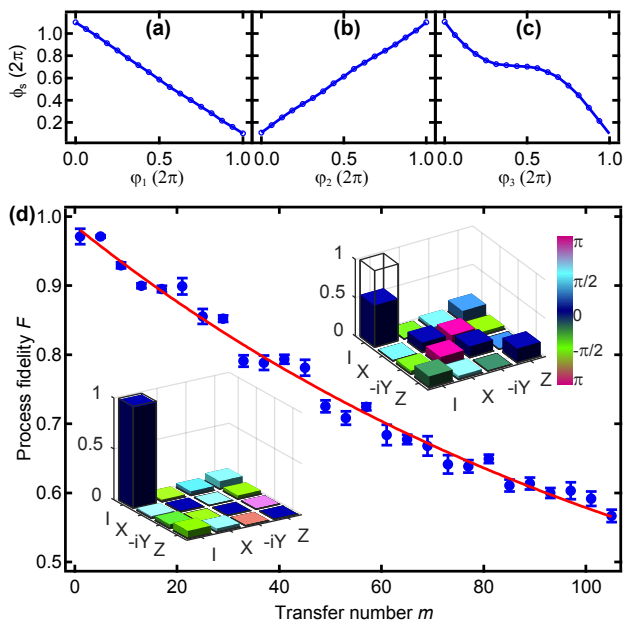 (a) (b) (c)
ϕs (2π)
1.0
0.8
0.6
0.4
0.2
0.0 0.5 1.0 0.0 0.5 1.0 0.0 0.5 1.0
φ1 (2π) φ2 (2π) φ3 (2π)
(d)
Process fidelity F
1.0
0.9
0.8
0.7
0.6
0.5
0 20 40 60 80 100
Transfer number m
1
0.5
0
I
X
-iY
Z
I
X
-iY
Z
π
π/2
0
-π/2
π
1
0.5
0
I
X
-iY
Z
I
X
-iY
Z